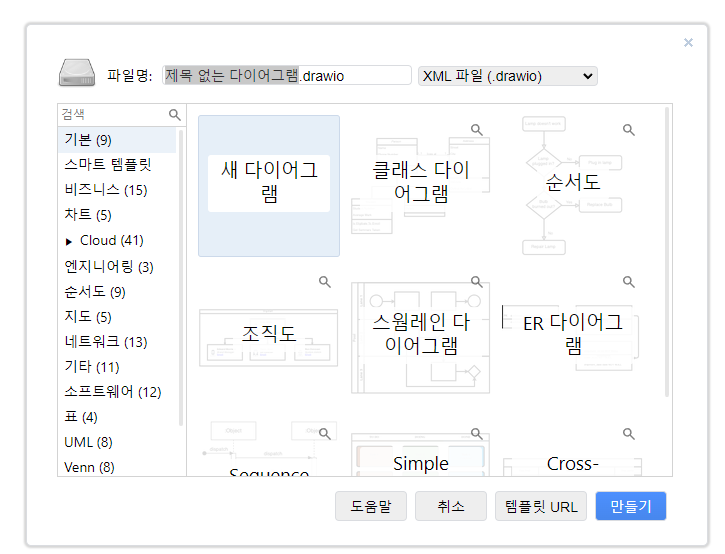 파일명: 제목 없는 다이어그램.drawio XML 파일 (.drawio)
검색
기본 (9)
스마트 템플릿
비즈니스 (15)
차트 (5)
Cloud (41)
엔지니어링 (3)
순서도 (9)
지도 (5)
네트워크 (13)
기타 (11)
소프트웨어 (12)
표 (4)
UML (8)
Venn (8)
새 다이어그
램
클래스 다이
어그램
순서도
조직도
스윔레인 다
이어그램
ER 다이어그
램
Sequence
Simple
Cross-
도움말 취소 템플릿 URL 만들기